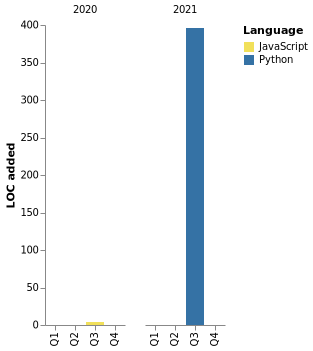 2020
2021
Language
JavaScript
Python
LOC added
400
350
300
250
200
150
100
50
0
Q1
Q2
Q3
Q4
Q1
Q2
Q3
Q4